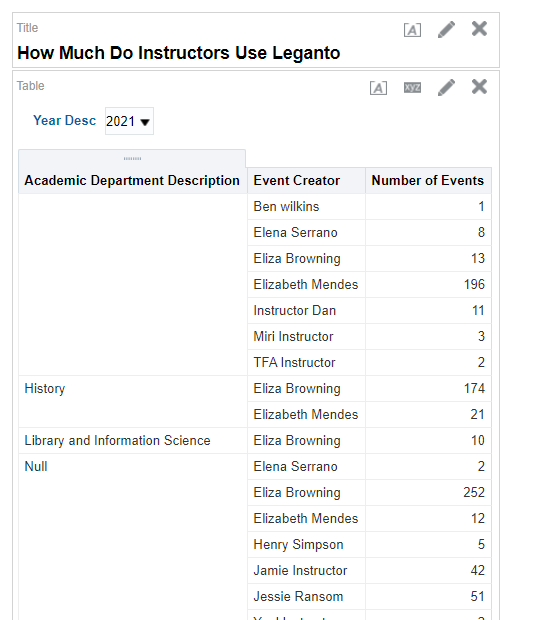 Title
[A]
How Much Do Instructors Use Leganto
Table
[A] xyz
Year Desc 2021
Academic Department Description Event Creator Number of Events
Ben wilkins 1
Elena Serrano 8
Eliza Browning 13
Elizabeth Mendes 196
Instructor Dan 11
Miri Instructor 3
TFA Instructor 2
History Eliza Browning 174
Elizabeth Mendes 21
Library and Information Science Eliza Browning 10
Null Elena Serrano 2
Eliza Browning 252
Elizabeth Mendes 12
Henry Simpson 5
Jamie Instructor 42
Jessie Ransom 51